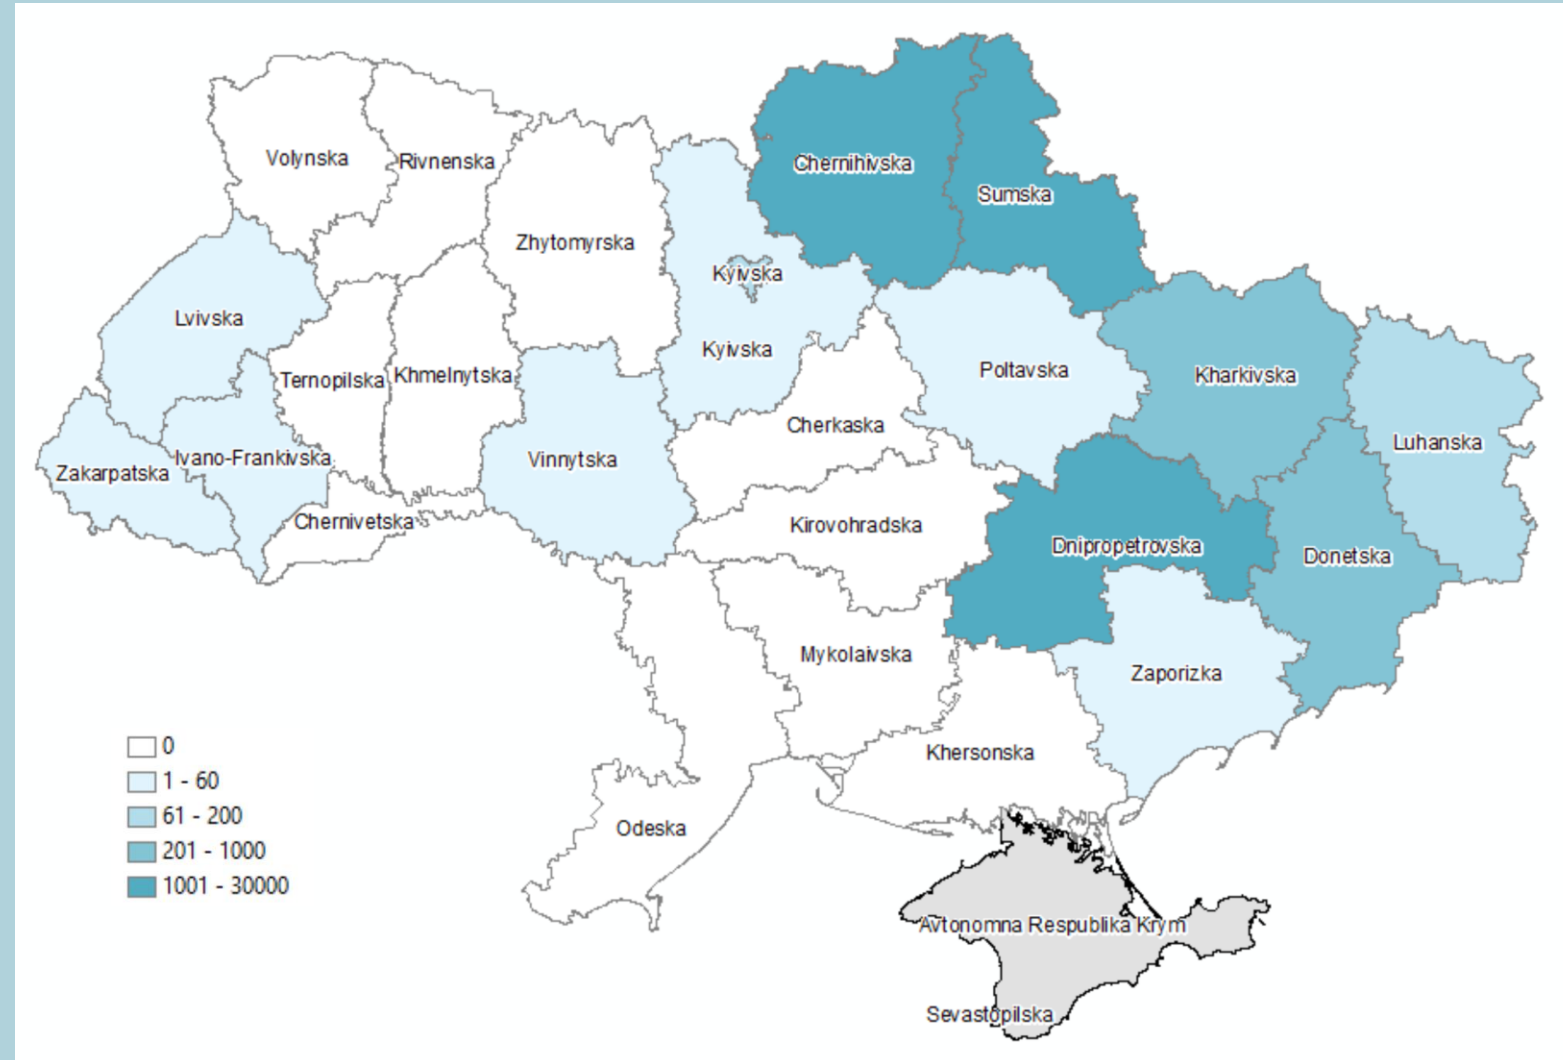 Volynska
Rivnenska
Chernihivska
Sumska
Zhytomyrska
Kyivska
Lvivska
Kyivska
Poltavska
Kharkivska
Ternopilska
Khmelnytska
Cherkaska
Luhanska
Zakarpatska
Ivano-Frankivska
Vinnytska
Chernivetska
Kirovohradska
Dnipropetrovska
Donetska
Mykolaivska
Zaporizka
Khersonska
Odeska
0
1 - 60
61 - 200
201 - 1000
1001 - 30000
Avtonomna Respublika Krym
Sevastopilska